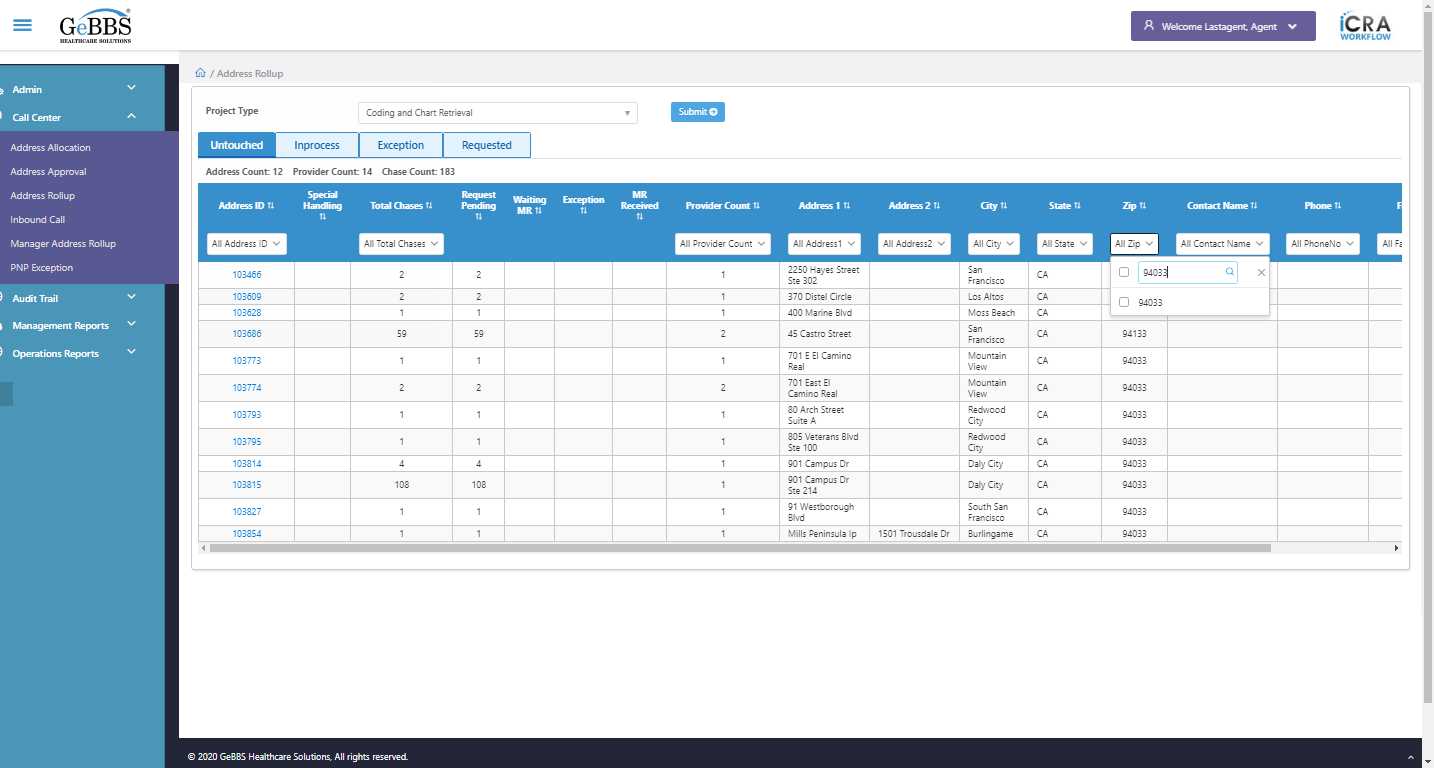 GeBBS®
HEALTHCARE SOLUTIONS
Welcome Lastagent, Agent
iCRA
WORKFLOW
Admin
Call Center
Address Allocation
Address Approval
Address Rollup
Inbound Call
Manager Address Rollup
PNP Exception
Audit Trail
Management Reports
Operations Reports
/ Address Rollup
Project Type Coding and Chart Retrieval Submit
Untouched Inprocess Exception Requested
Address Count: 12 Provider Count: 14 Chase Count: 183
Address ID Special Handling Total Chases Request Pending Waiting MR Exception MR Received Provider Count Address 1 Address 2 City State Zip Contact Name Phone F
All Address ID All Total Chases All Provider Count All Address1 All Address2 All City All State All Zip All Contact Name All PhoneNo All Fa
94033
94033
103466 2 2 1 2250 Hayes Street Ste 302 San Francisco CA
103609 2 2 1 370 Distel Circle Los Altos CA
103628 1 1 1 400 Marine Blvd Moss Beach CA
103686 59 59 2 45 Castro Street San Francisco CA 94133
103773 1 1 1 701 E El Camino Real Mountain View CA 94033
103774 2 2 2 701 East El Camino Real Mountain View CA 94033
103793 1 1 1 80 Arch Street Suite A Redwood City CA 94033
103795 1 1 1 805 Veterans Blvd Ste 100 Redwood City CA 94033
103814 4 4 1 901 Campus Dr Daly City CA 94033
103815 108 108 1 901 Campus Dr Ste 214 Daly City CA 94033
103827 1 1 1 91 Westborough Blvd South San Francisco CA 94033
103854 1 1 1 Mills Peninsula Ip 1501 Trousdale Dr Burlingame CA 94033
© 2020 GeBBS Healthcare Solutions, All rights reserved.